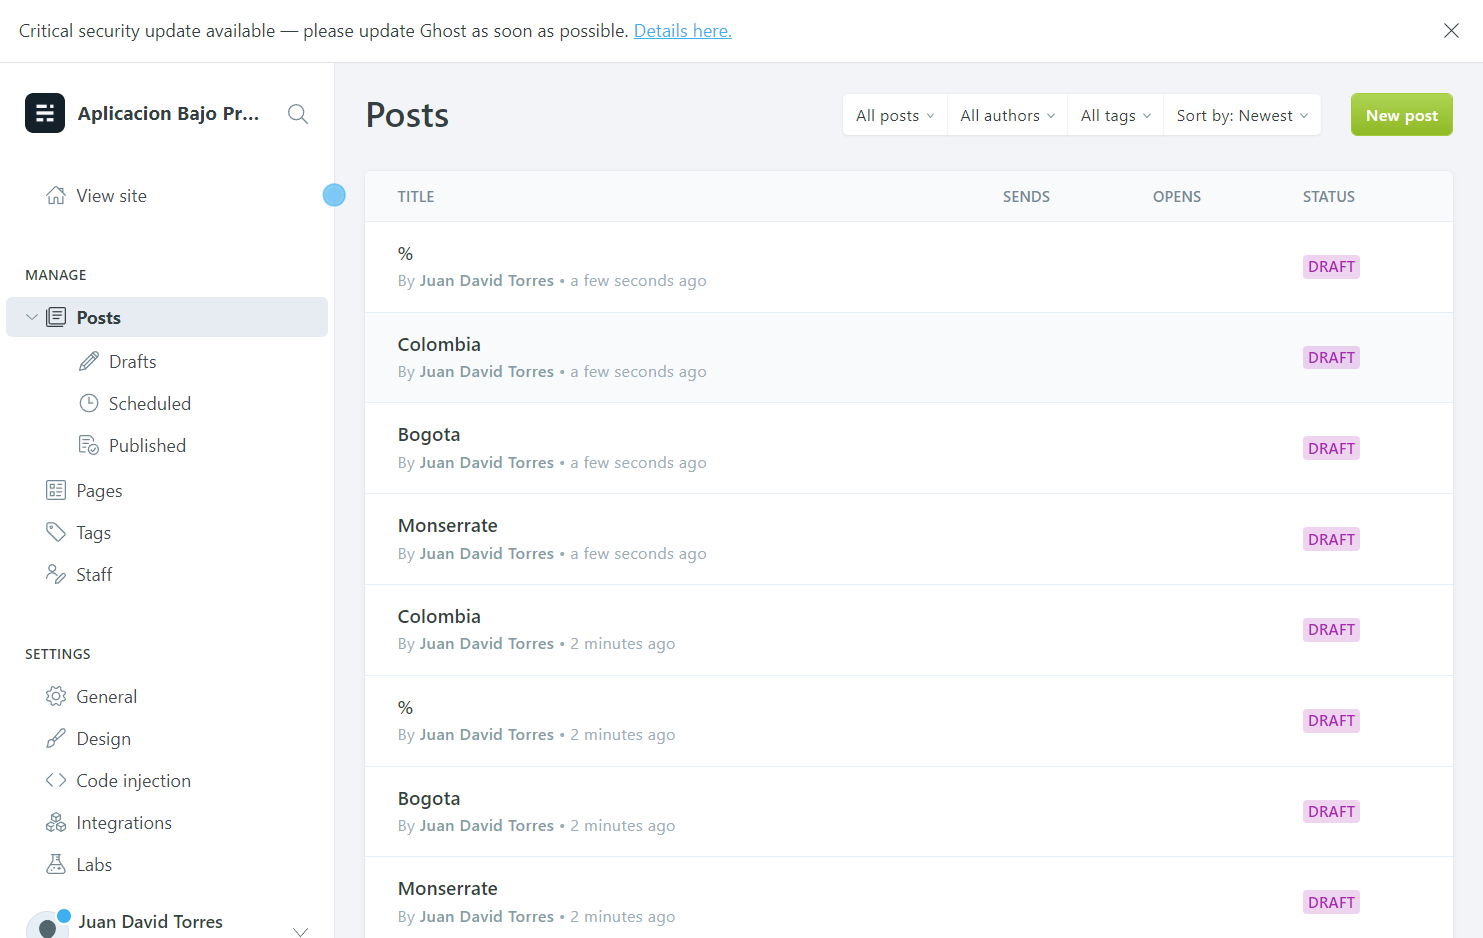 Critical security update available — please update Ghost as soon as possible. Details here.
Aplicacion Bajo Pr...
View site
MANAGE
Posts
Drafts
Scheduled
Published
Pages
Tags
Staff
SETTINGS
General
Design
Code injection
Integrations
Labs
Juan David Torres
Posts
All posts
All authors
All tags
Sort by: Newest
New post
TITLE SENDS OPENS STATUS
%
By Juan David Torres • a few seconds ago
DRAFT
Colombia
By Juan David Torres • a few seconds ago
DRAFT
Bogota
By Juan David Torres • a few seconds ago
DRAFT
Monserrate
By Juan David Torres • a few seconds ago
DRAFT
Colombia
By Juan David Torres • 2 minutes ago
DRAFT
%
By Juan David Torres • 2 minutes ago
DRAFT
Bogota
By Juan David Torres • 2 minutes ago
DRAFT
Monserrate
By Juan David Torres • 2 minutes ago
DRAFT